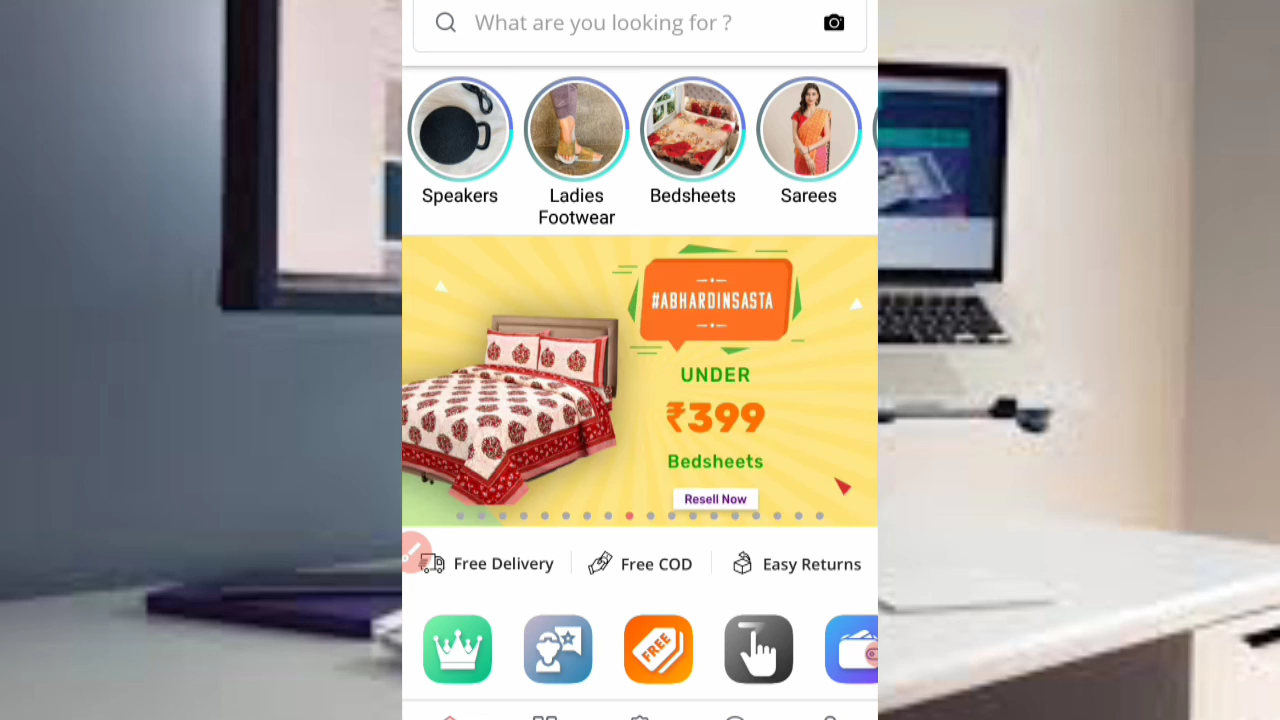 What are you looking for ?
Speakers
Ladies
Footwear
Bedsheets
Sarees
#ABHARDINSASTA
UNDER
₹399
Bedsheets
Resell Now
Free Delivery
Free COD
Easy Returns
FREE